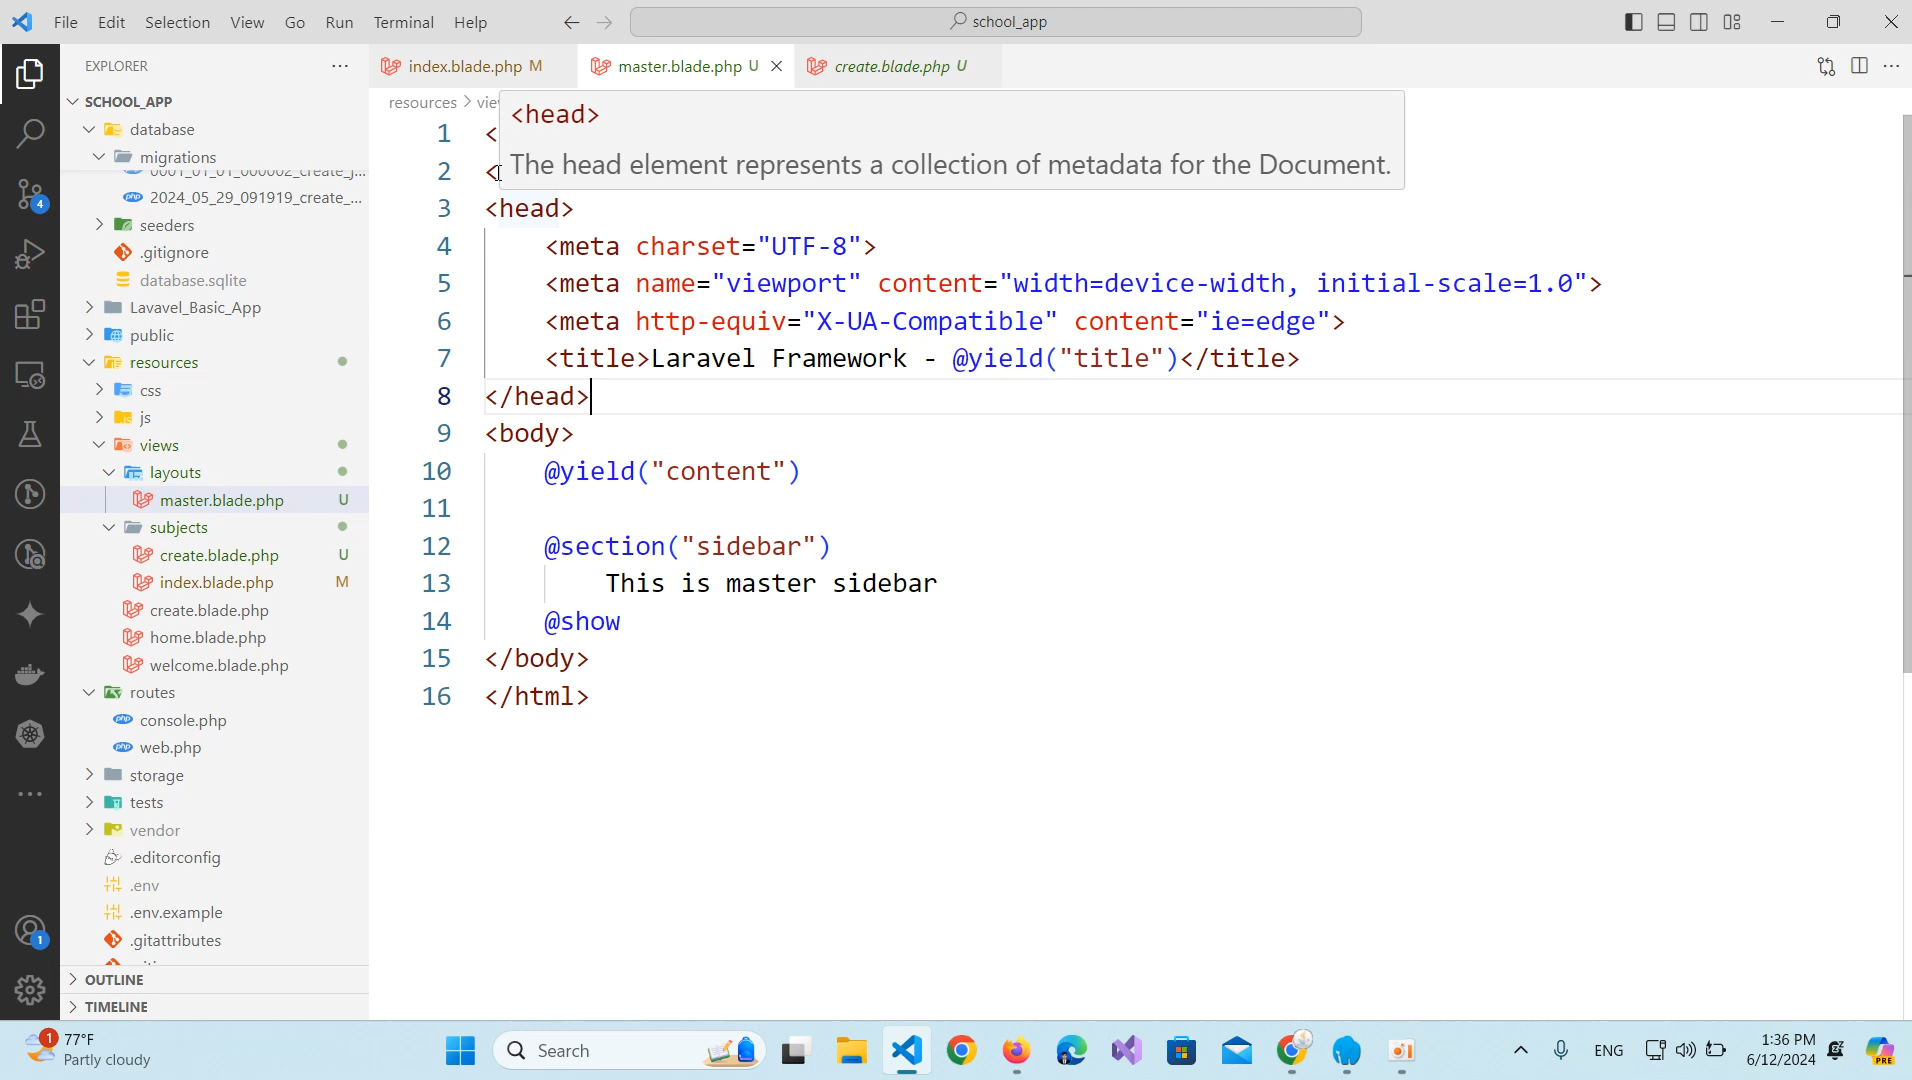 File Edit Selection View Go Run Terminal Help
school_app
EXPLORER
SCHOOL_APP
database
migrations
0001_01_01_000002_create_j...
2024_05_29_091919_create_...
seeders
.gitignore
database.sqlite
Lavavel_Basic_App
public
resources
css
js
views
layouts
master.blade.php U
subjects
create.blade.php U
index.blade.php M
create.blade.php
home.blade.php
welcome.blade.php
routes
console.php
web.php
storage
tests
vendor
.editorconfig
.env
.env.example
.gitattributes
OUTLINE
TIMELINE
4
1
index.blade.php M
master.blade.php U
create.blade.php U
resources
<head>
The head element represents a collection of metadata for the Document.
1 <
2 <
3 <head>
4 <meta charset="UTF-8">
5 <meta name="viewport" content="width=device-width, initial-scale=1.0">
6 <meta http-equiv="X-UA-Compatible" content="ie=edge">
7 <title>Laravel Framework - @yield("title")</title>
8 </head>
9 <body>
10 @yield("content")
11
12 @section("sidebar")
13 This is master sidebar
14 @show
15 </body>
16 </html>
1
77°F
Partly cloudy
Search
ENG
1:36 PM
6/12/2024
PRE